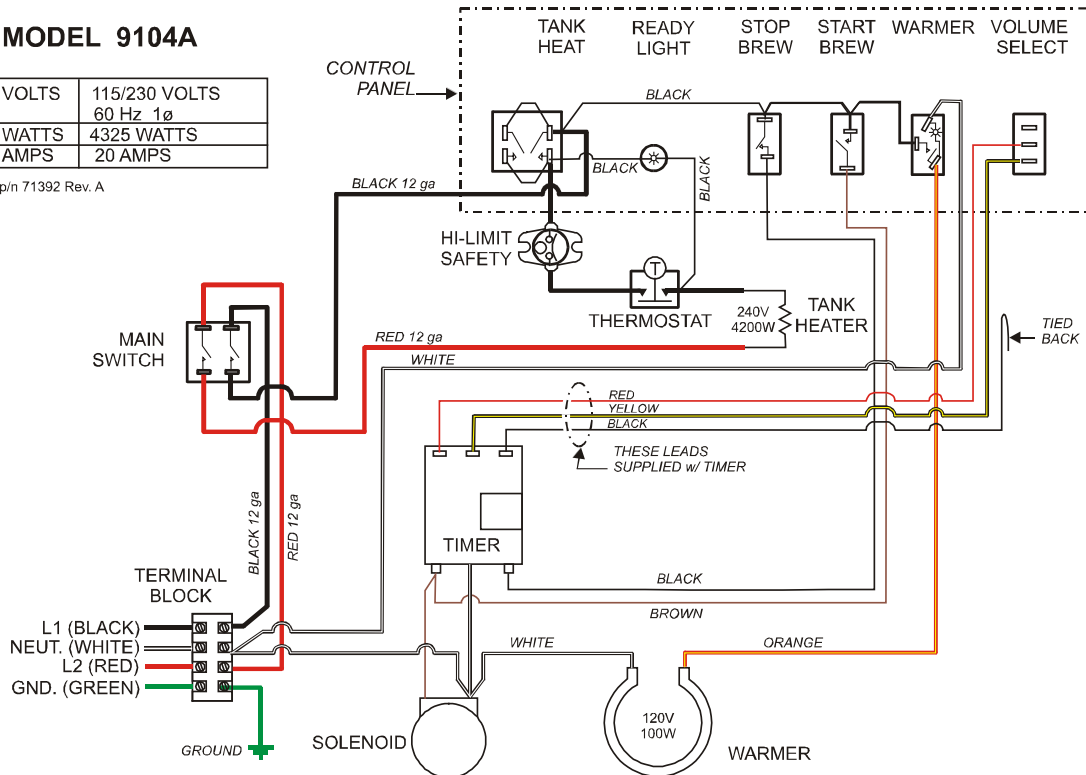 MODEL 9104A
VOLTS 115/230 VOLTS
60 Hz 1ø
WATTS 4325 WATTS
AMPS 20 AMPS
p/n 71392 Rev. A
CONTROL
PANEL
TANK
HEAT
READY
LIGHT
STOP
BREW
START
BREW
WARMER
VOLUME
SELECT
BLACK
BLACK
BLACK
BLACK 12 ga
HI-LIMIT
SAFETY
T
THERMOSTAT
240V
4200W
TANK
HEATER
MAIN
SWITCH
RED 12 ga
WHITE
TIED
BACK
RED
YELLOW
BLACK
THESE LEADS
SUPPLIED w/ TIMER
TIMER
BLACK 12 ga
RED 12 ga
BLACK
BROWN
TERMINAL
BLOCK
L1 (BLACK)
NEUT. (WHITE)
L2 (RED)
GND. (GREEN)
WHITE
ORANGE
GROUND
SOLENOID
120V
100W
WARMER